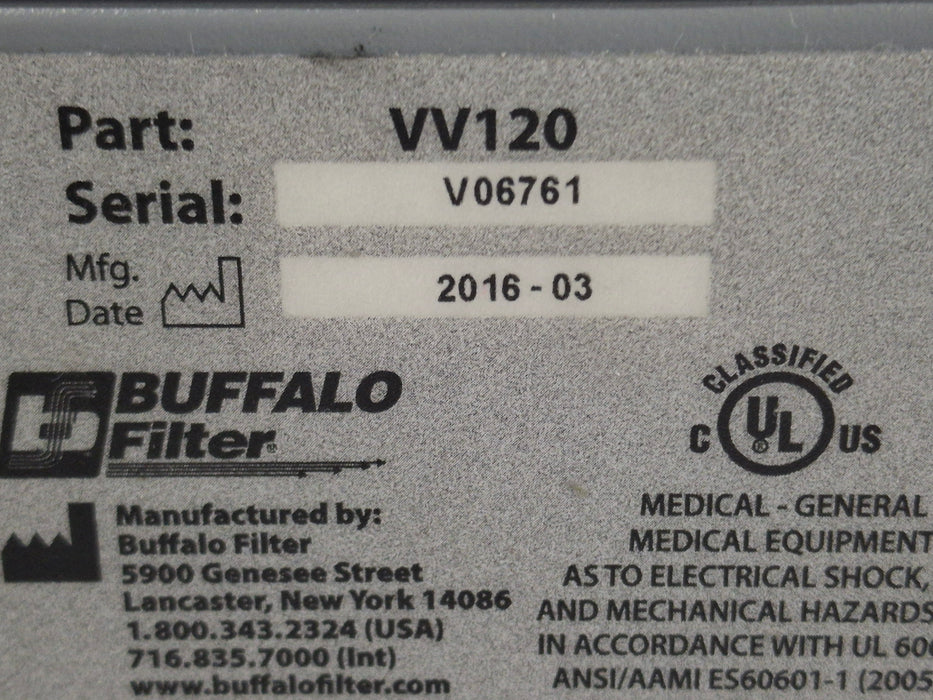 Part: VV120
Serial: V06761
Mfg.
Date 2016 - 03
BUFFALO
Filter®
CLASSIFIED
C UL® US
Manufactured by:
Buffalo Filter
5900 Genesee Street
Lancaster, New York 14086
1.800.343.2324 (USA)
716.835.7000 (Int)
www.buffalofilter.com
MEDICAL - GENERAL
MEDICAL EQUIPMENT
AS TO ELECTRICAL SHOCK,
AND MECHANICAL HAZARDS
IN ACCORDANCE WITH UL
ANSI/AAMI ES60601-1 (2005